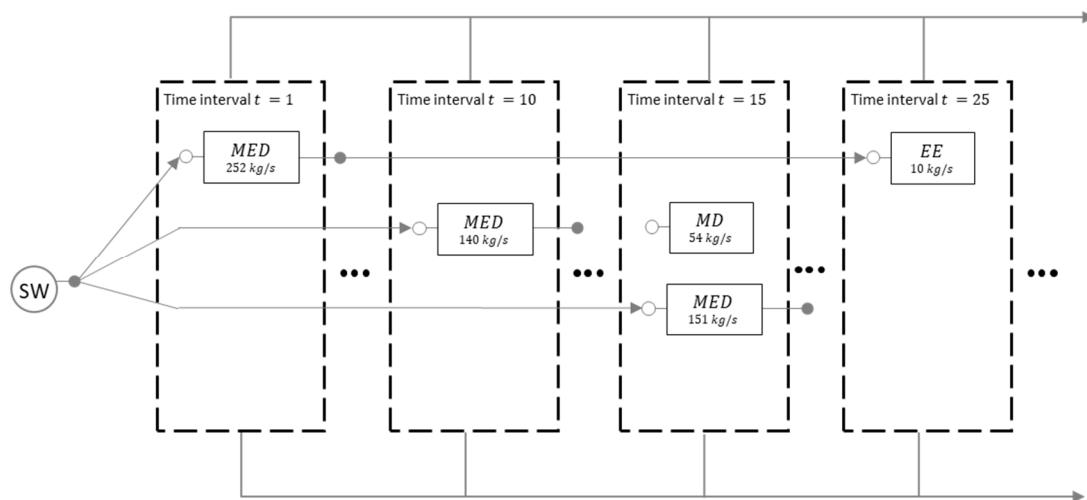 Time interval t = 1
Time interval t = 10
Time interval t = 15
Time interval t = 25
MED
252 kg/s
EE
10 kg/s
MED
140 kg/s
MD
54 kg/s
SW
MED
151 kg/s